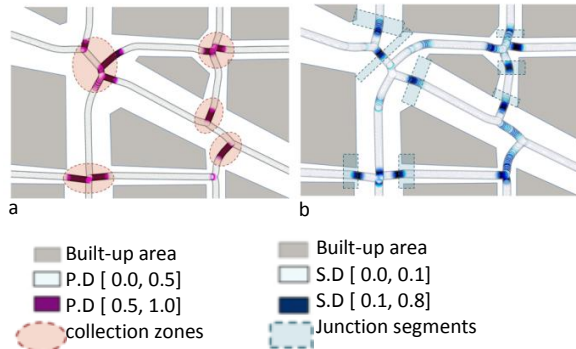 a
b
Built-up area
P.D [ 0.0, 0.5]
P.D [ 0.5, 1.0]
collection zones
Built-up area
S.D [ 0.0, 0.1]
S.D [ 0.1, 0.8]
Junction segments